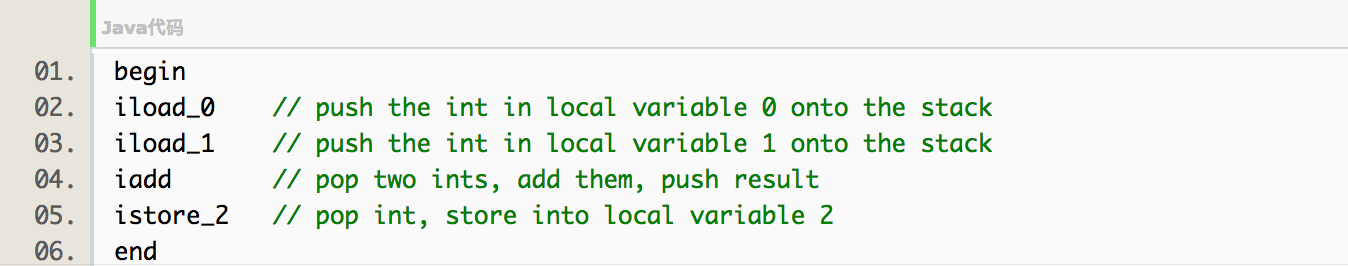 Java代码
01. begin
02. iload_0    // push the int in local variable 0 onto the stack
03. iload_1    // push the int in local variable 1 onto the stack
04. iadd       // pop two ints, add them, push result
05. istore_2   // pop int, store into local variable 2
06. end